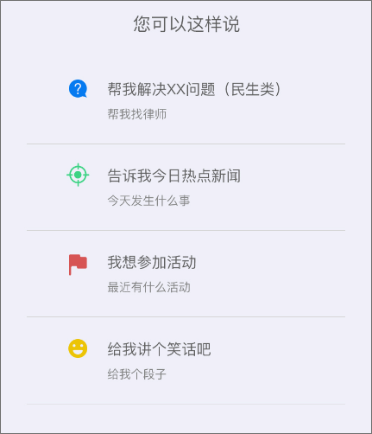 您可以这样说
帮我解决XX问题（民生类）
帮我找律师
告诉我今日热点新闻
今天发生什么事
我想参加活动
最近有什么活动
给我讲个笑话吧
给我个段子